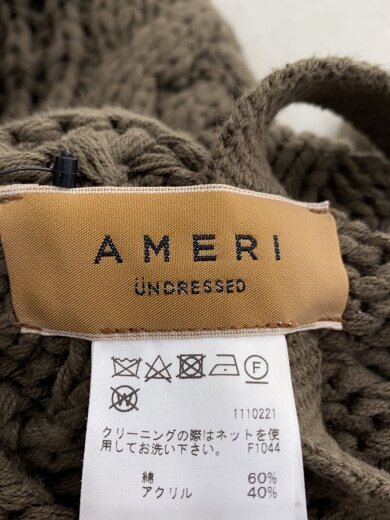 AMERI
ÜNDRESSED
1110221
クリーニングの際はネットを使
用してお洗い下さい。 F1044
綿 60%
アクリル 40%